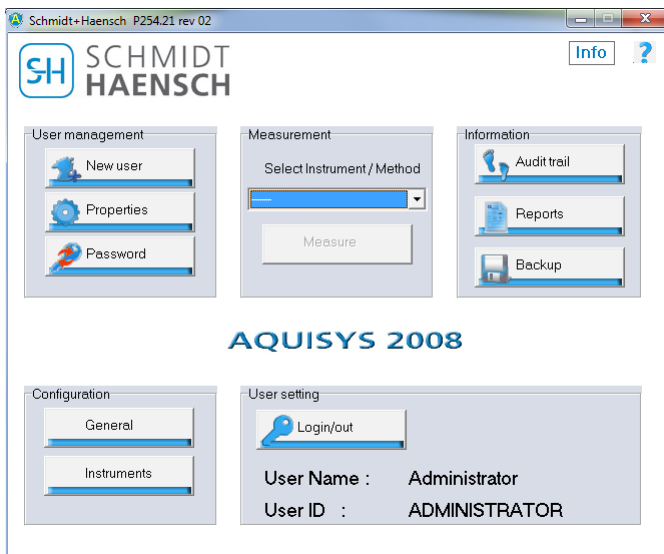 Schmidt+Haensch P254.21 rev 02
SCHMIDT
HAENSCH
SH
Info
?
User management
New user
Properties
Password
Measurement
Select Instrument / Method
Measure
Information
Audit trail
Reports
Backup
AQUISYS 2008
Configuration
General
Instruments
User setting
Login/out
User Name : Administrator
User ID : ADMINISTRATOR